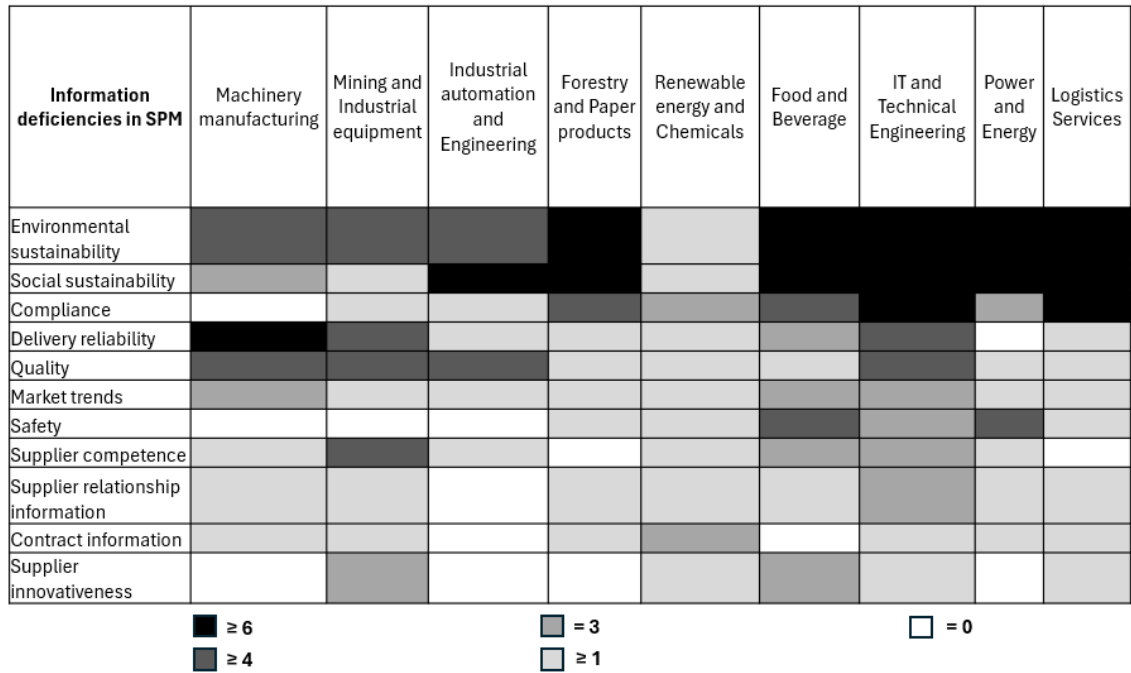 Information
deficiencies in SPM
Machinery
manufacturing
Mining and
Industrial
equipment
Industrial
automation
and
Engineering
Forestry
and Paper
products
Renewable
energy and
Chemicals
Food and
Beverage
IT and
Technical
Engineering
Power
and
Energy
Logistics
Services
Environmental
sustainability
Social sustainability
Compliance
Delivery reliability
Quality
Market trends
Safety
Supplier competence
Supplier relationship
information
Contract information
Supplier
innovativeness
≥ 6
= 3
= 0
≥ 4
≥ 1